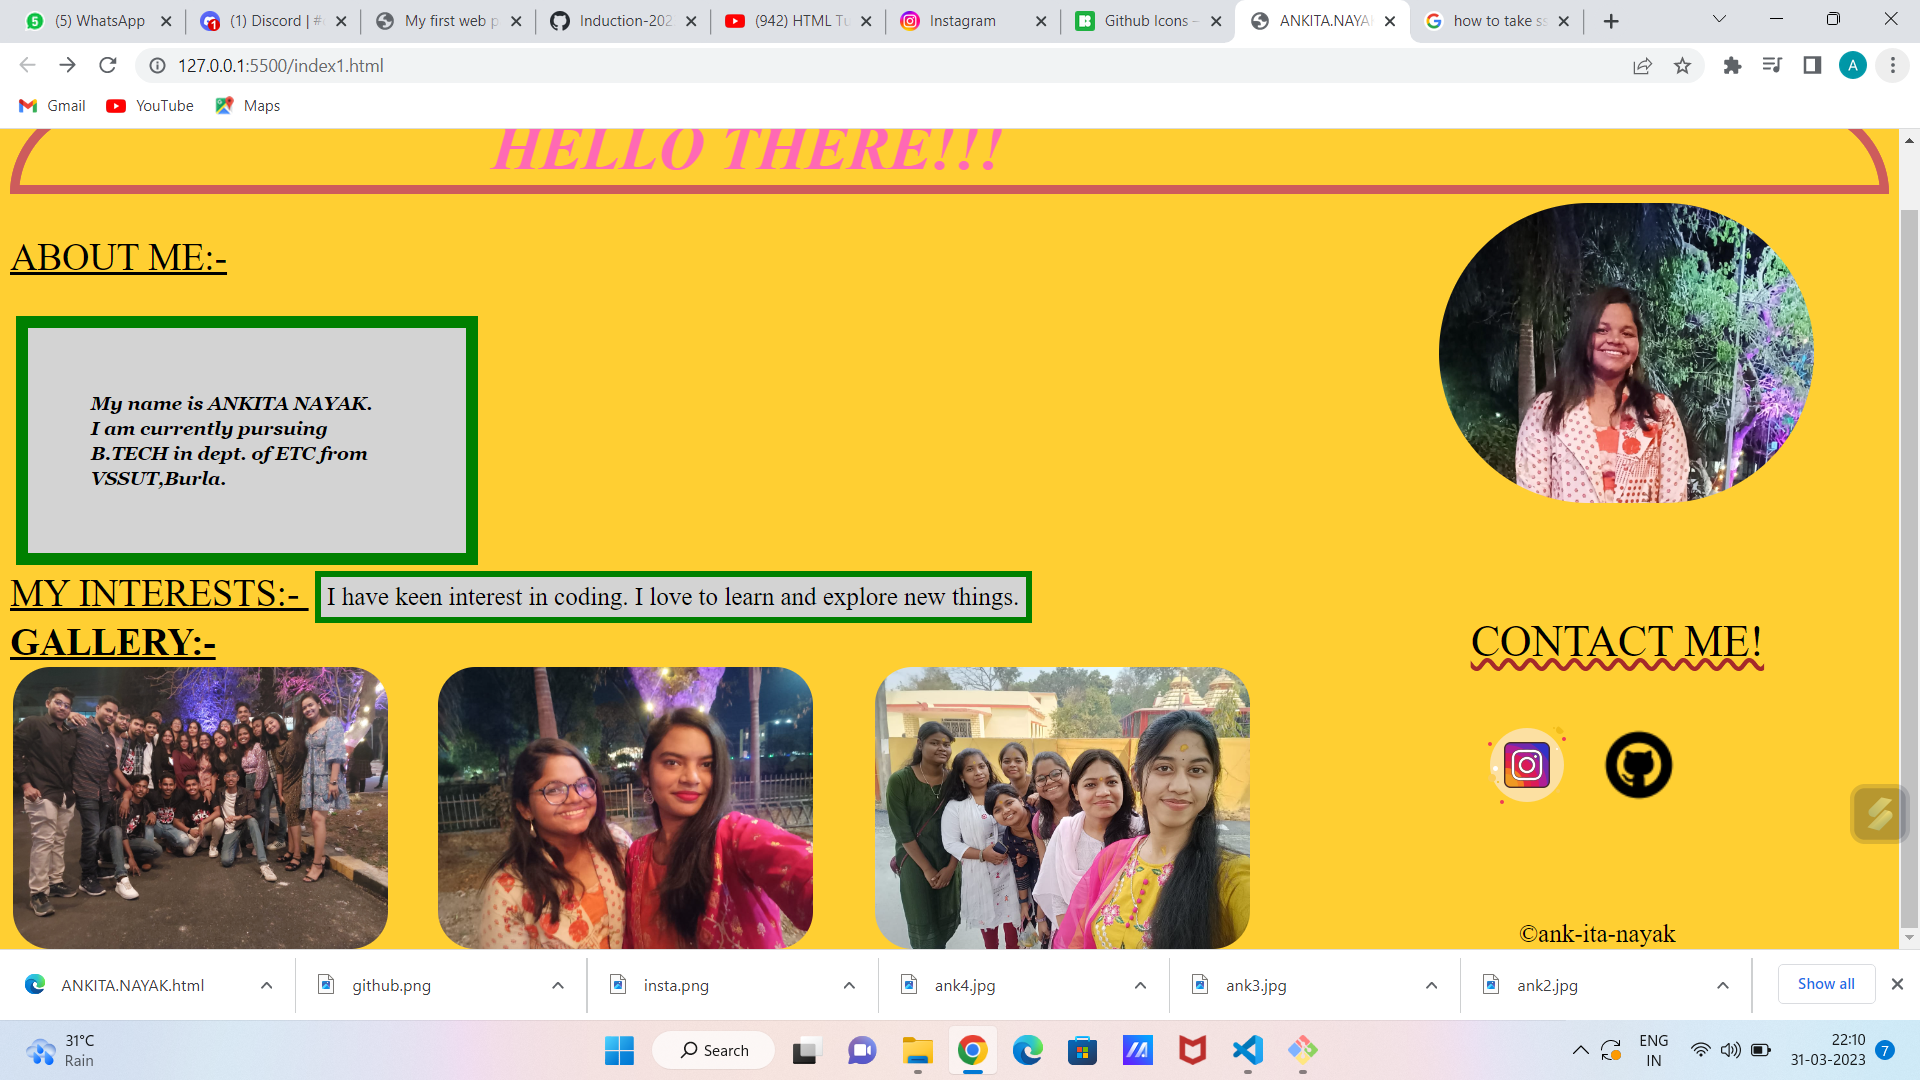 (5) WhatsApp
(1) Discord | #
My first web p
Induction-202
(942) HTML Tu
Instagram
Github Icons –
ANKITA.NAYA
how to take ss
127.0.0.1:5500/index1.html
A
Gmail
YouTube
Maps
HELLO THERE!!!
ABOUT ME:-
My name is ANKITA NAYAK.
I am currently pursuing
B.TECH in dept. of ETC from
VSSUT,Burla.
MY INTERESTS:-
I have keen interest in coding. I love to learn and explore new things.
GALLERY:-
CONTACT ME!
©ank-ita-nayak
ANKITA.NAYAK.html
github.png
insta.png
ank4.jpg
ank3.jpg
ank2.jpg
Show all
31°C
Rain
Search
ENG
IN
22:10
31-03-2023
7